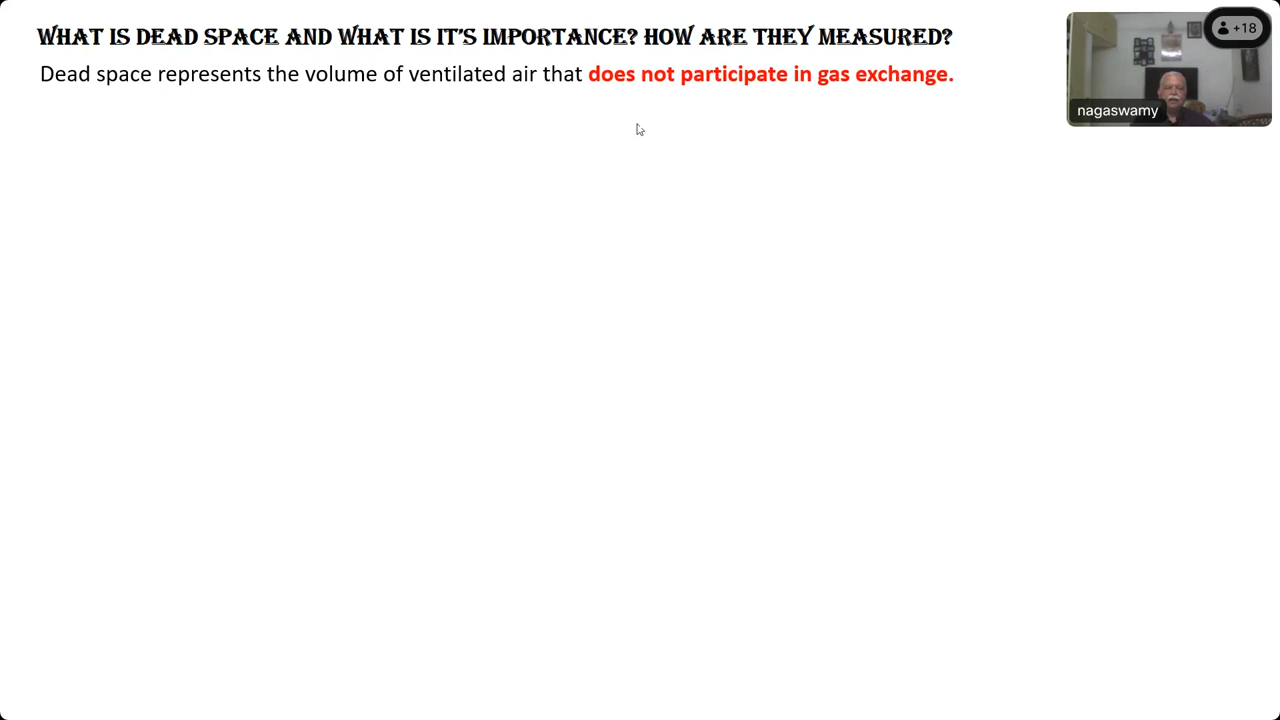 WHAT IS DEAD SPACE AND WHAT IS IT'S IMPORTANCE? HOW ARE THEY MEASURED?
Dead space represents the volume of ventilated air that does not participate in gas exchange.
+18
nagaswamy